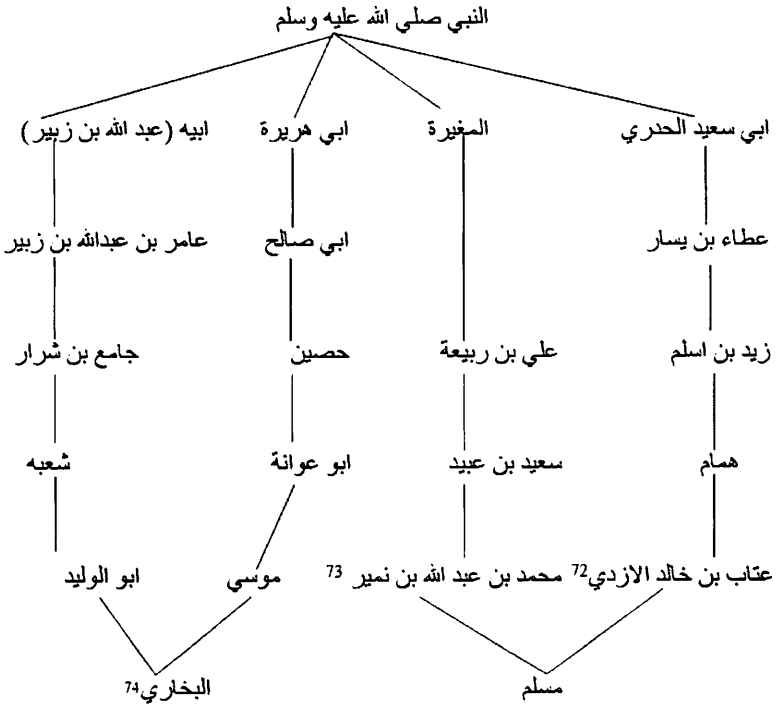 النبي صلي الله عليه وسلم
ابي سعيد الحدري المغيرة ابي هريرة ابيه (عبد الله بن زبير)
عطاء بن يسار ابي صالح عامر بن عبدالله بن زبير
زيد بن اسلم علي بن ربيعة حصين جامع بن شرار
همام سعيد بن عبيد ابو عوانة شعبه
عتاب بن خالد الازدي72 محمد بن عبد الله بن نمير 73 موسي ابو الوليد
مسلم البخاري74